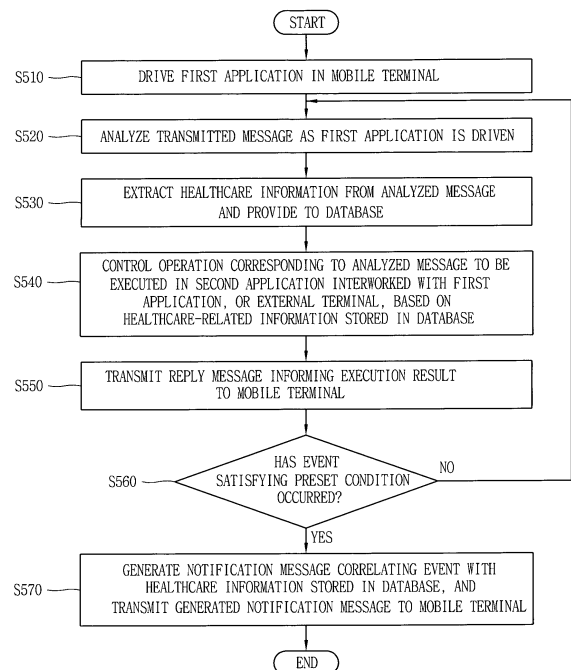 START
S510
DRIVE FIRST APPLICATION IN MOBILE TERMINAL
S520
ANALYZE TRANSMITTED MESSAGE AS FIRST APPLICATION IS DRIVEN
S530
EXTRACT HEALTHCARE INFORMATION FROM ANALYZED MESSAGE
AND PROVIDE TO DATABASE
S540
CONTROL OPERATION CORRESPONDING TO ANALYZED MESSAGE TO BE
EXECUTED IN SECOND APPLICATION INTERWORKED WITH FIRST
APPLICATION, OR EXTERNAL TERMINAL, BASED ON
HEALTHCARE-RELATED INFORMATION STORED IN DATABASE
S550
TRANSMIT REPLY MESSAGE INFORMING EXECUTION RESULT
TO MOBILE TERMINAL
S560
HAS EVENT
SATISFYING PRESET CONDITION
OCCURRED?
NO
YES
S570
GENERATE NOTIFICATION MESSAGE CORRELATING EVENT WITH
HEALTHCARE INFORMATION STORED IN DATABASE, AND
TRANSMIT GENERATED NOTIFICATION MESSAGE TO MOBILE TERMINAL
END